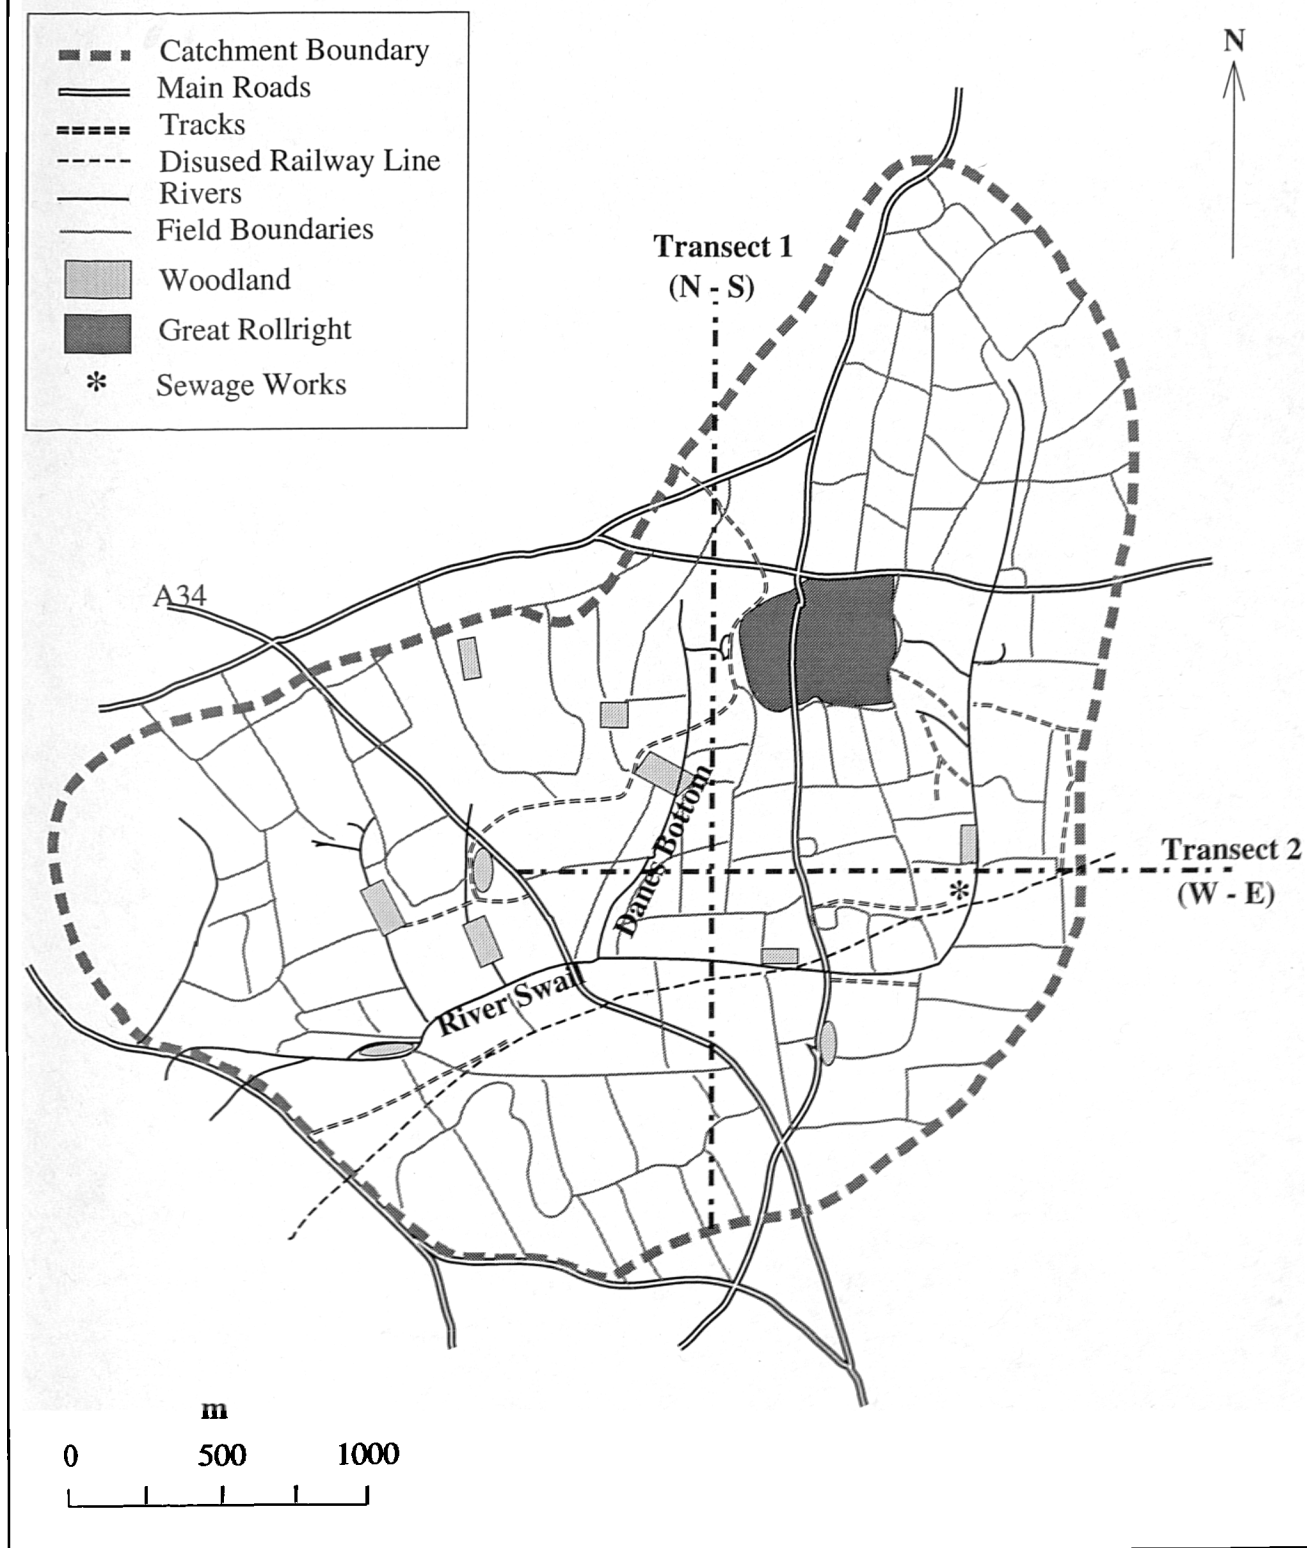 Catchment Boundary
Main Roads
Tracks
Disused Railway Line
Rivers
Field Boundaries
Woodland
Great Rollright
* Sewage Works
N
Transect 1
(N - S)
A34
Danes Bottom
Transect 2
(W - E)
*
River Swail
m
0 500 1000